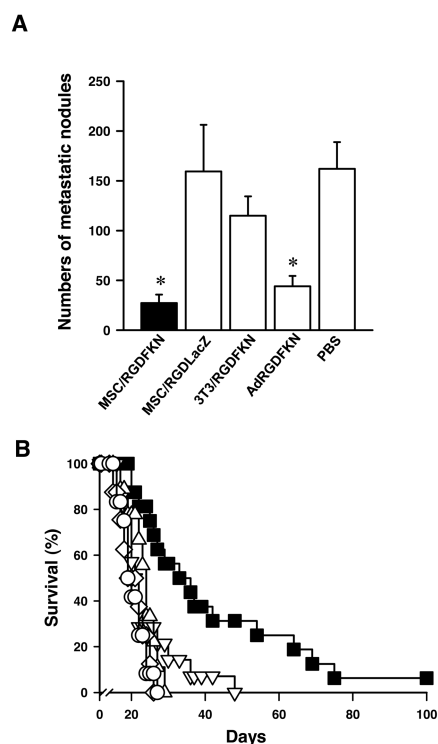 A
Numbers of metastatic nodules
250
200
150
100
50
0
*
*
MSC/RGDFKN
MSC/RGDLacZ
3T3/RGDFKN
AdRGDFKN
PBS
B
Survival (%)
100
80
60
40
20
0
0
20
40
60
80
100
Days